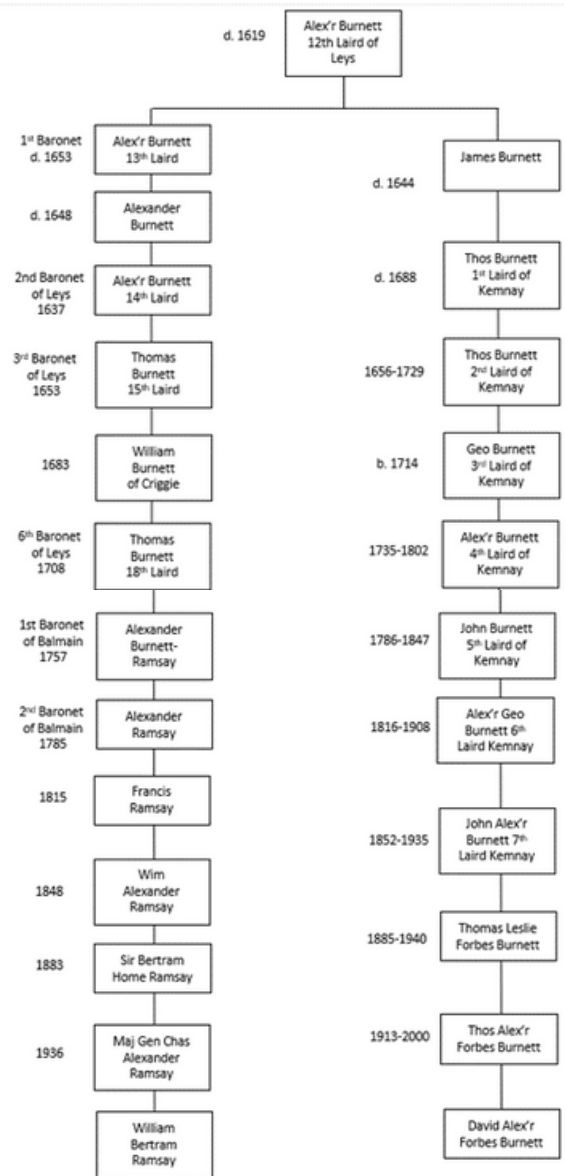 d. 1619
Alex'r Burnett
12th Laird of
Leys
1st Baronet
d. 1653
Alex'r Burnett
13th Laird
d. 1644
James Burnett
d. 1648
Alexander
Burnett
2nd Baronet
of Leys
1637
Alex'r Burnett
14th Laird
d. 1688
Thos Burnett
1st Laird of
Kemnay
3rd Baronet
of Leys
1653
Thomas
Burnett
15th Laird
1656-1729
Thos Burnett
2nd Laird of
Kemnay
1683
William
Burnett
of Criggie
b. 1714
Geo Burnett
3rd Laird of
Kemnay
6th Baronet
of Leys
1708
Thomas
Burnett
18th Laird
1735-1802
Alex'r Burnett
4th Laird of
Kemnay
1st Baronet
of Balmain
1757
Alexander
Burnett-
Ramsay
1786-1847
John Burnett
5th Laird of
Kemnay
2nd Baronet
of Balmain
1785
Alexander
Ramsay
1816-1908
Alex'r Geo
Burnett 6th
Laird Kemnay
1815
Francis
Ramsay
1852-1935
John Alex'r
Burnett 7th
Laird Kemnay
1848
Wim
Alexander
Ramsay
1885-1940
Thomas Leslie
Forbes Burnett
1883
Sir Bertram
Home Ramsay
1936
Maj Gen Chas
Alexander
Ramsay
1913-2000
Thos Alex'r
Forbes Burnett
William
Bertram
Ramsay
David Alex'r
Forbes Burnett